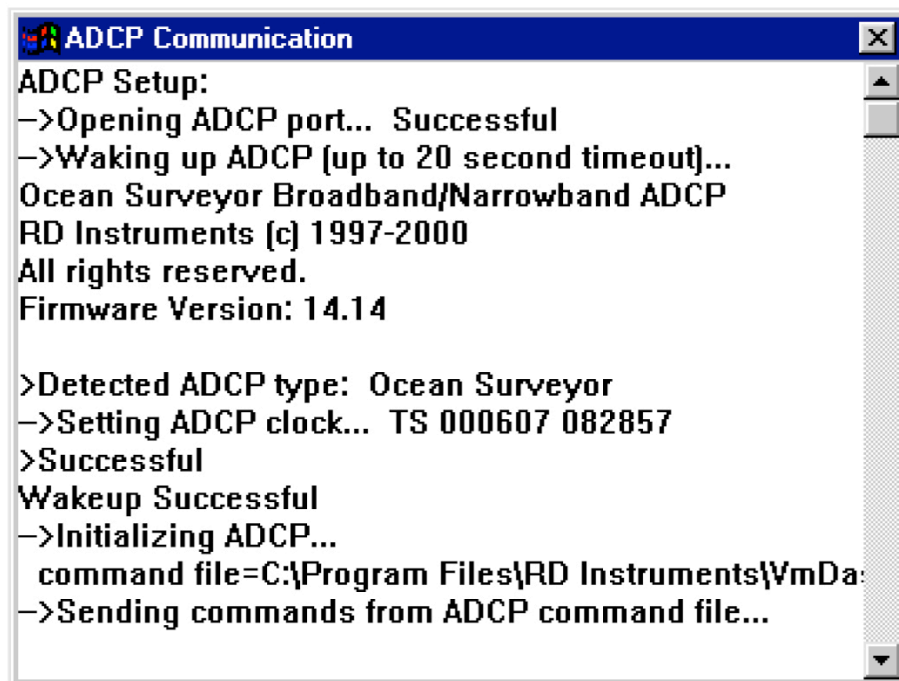 ADCP Communication
ADCP Setup:
->Opening ADCP port...  Successful
->Waking up ADCP (up to 20 second timeout)...
Ocean Surveyor Broadband/Narrowband ADCP
RD Instruments (c) 1997-2000
All rights reserved.
Firmware Version: 14.14
>Detected ADCP type:  Ocean Surveyor
->Setting ADCP clock...  TS 000607 082857
>Successful
Wakeup Successful
->Initializing ADCP...
command file=C:\Program Files\RD Instruments\VmDa
->Sending commands from ADCP command file...